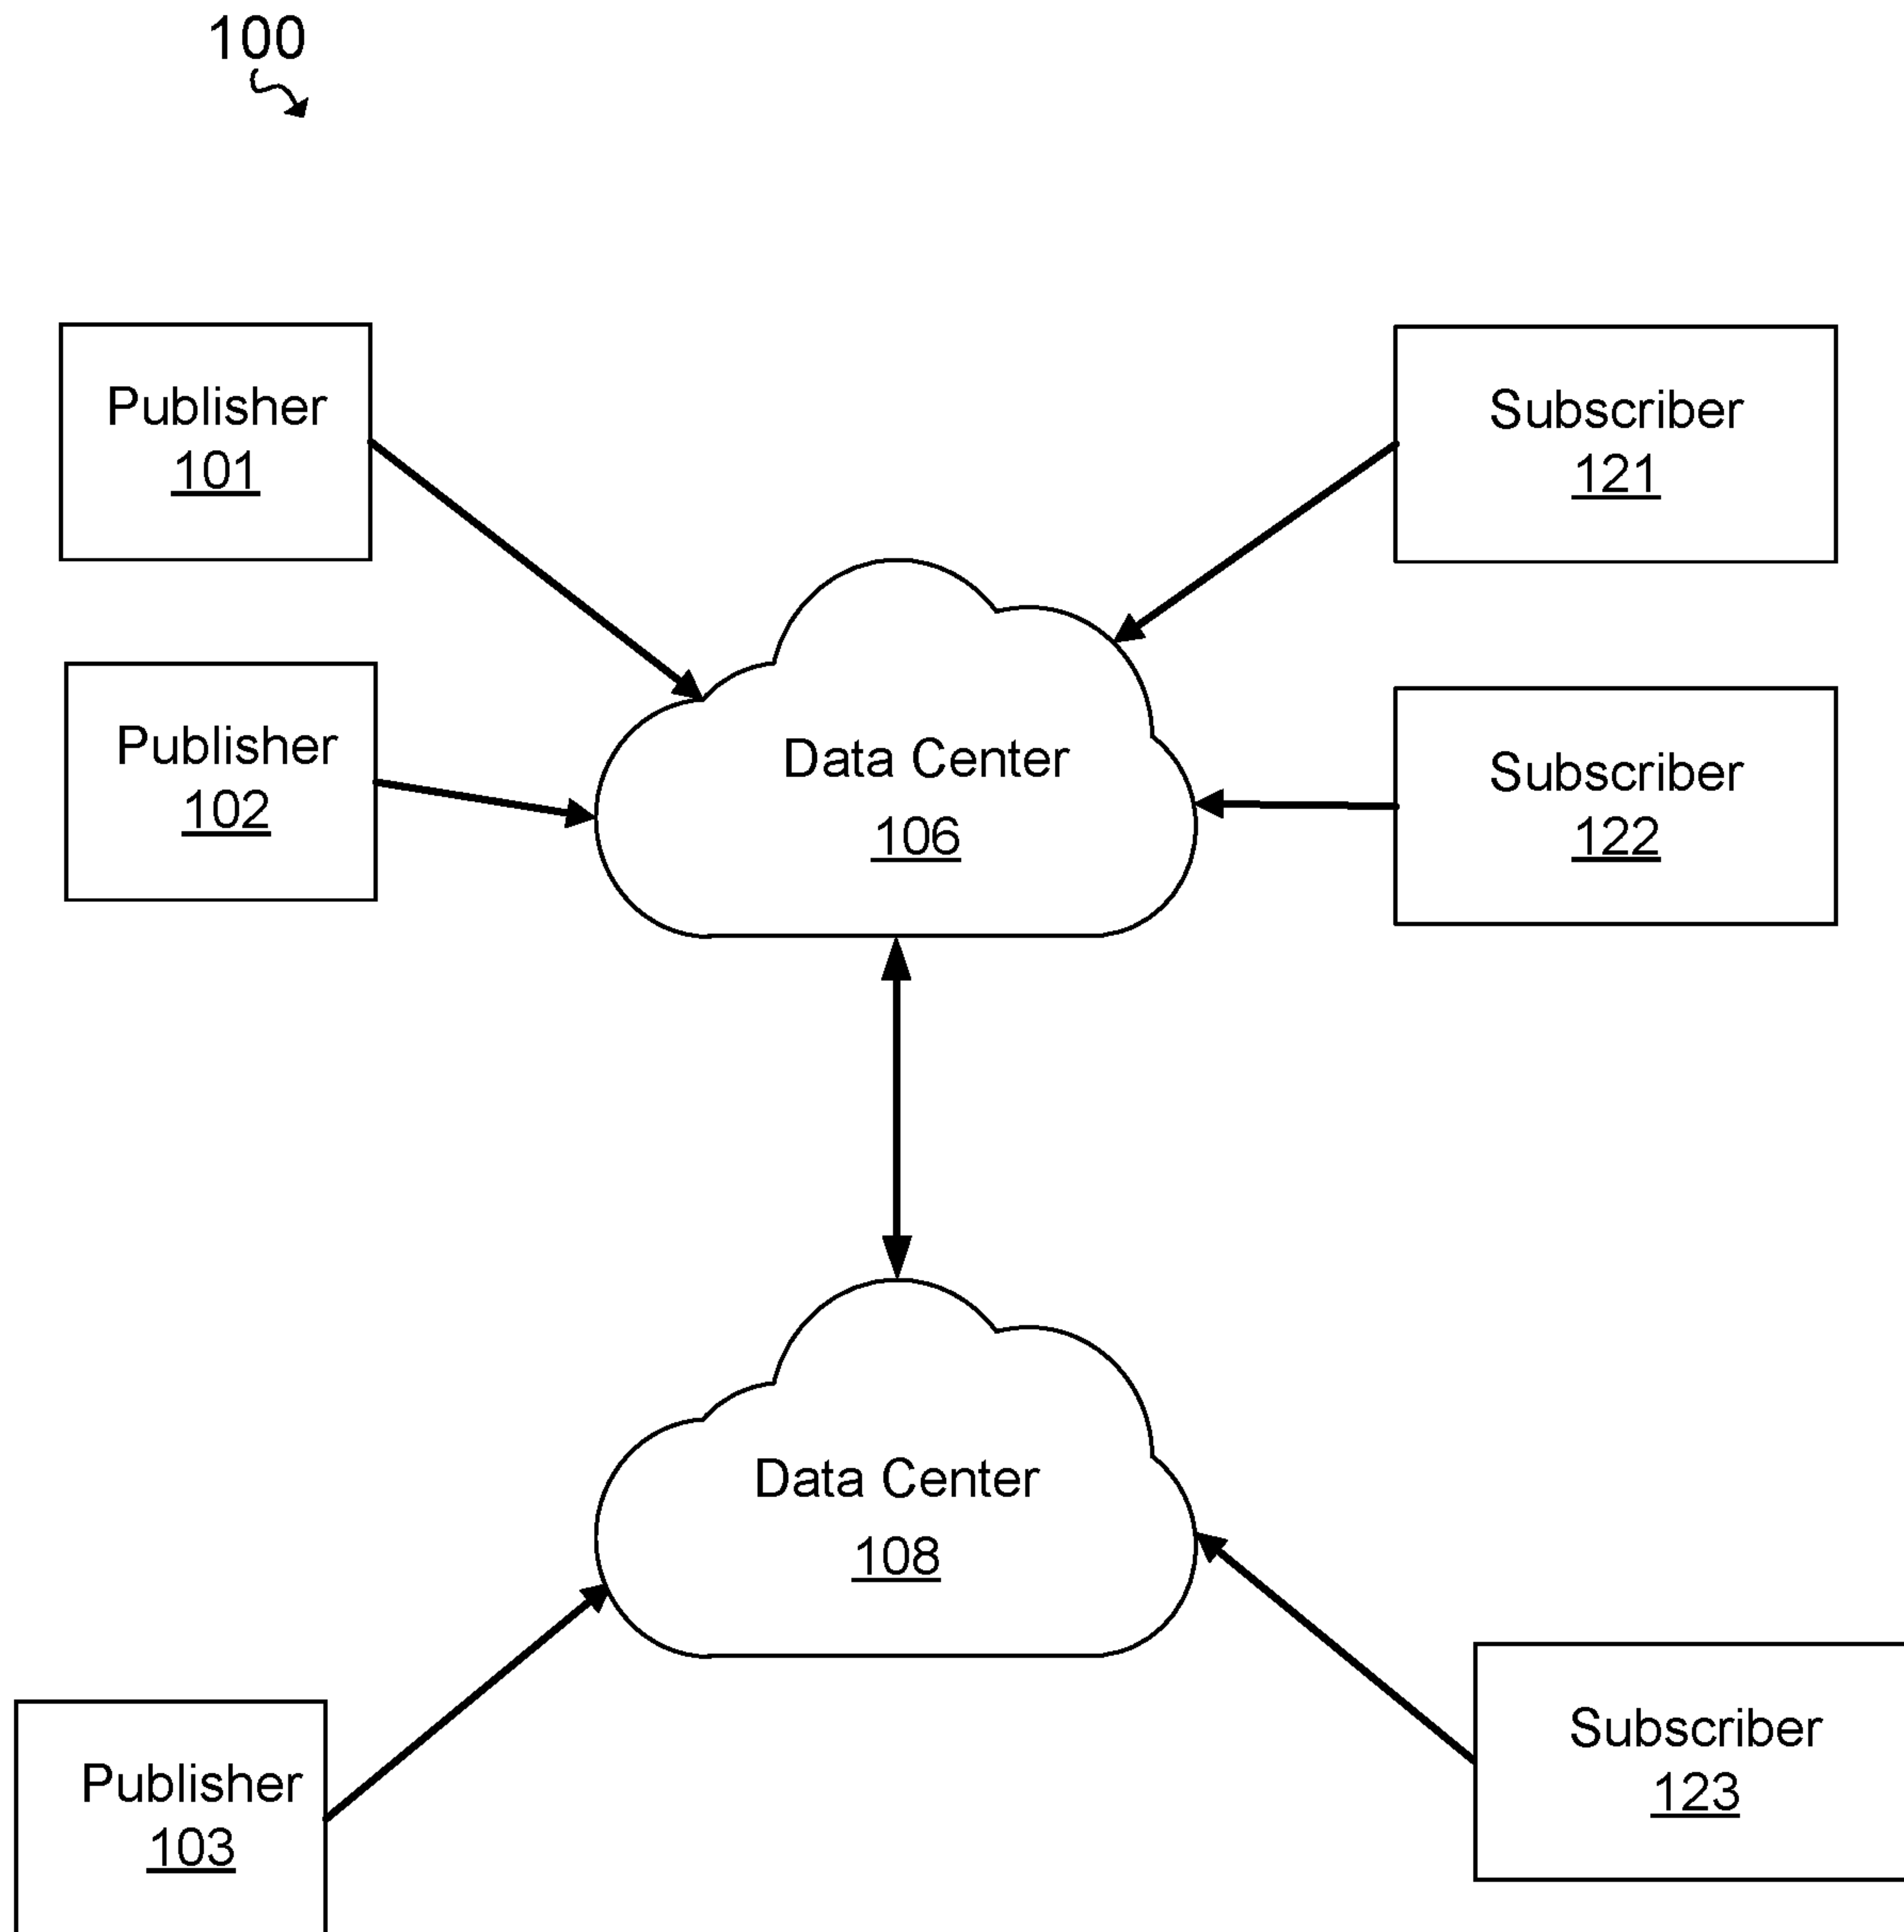 100
Publisher
101
Subscriber
121
Publisher
102
Data Center
106
Subscriber
122
Data Center
108
Publisher
103
Subscriber
123